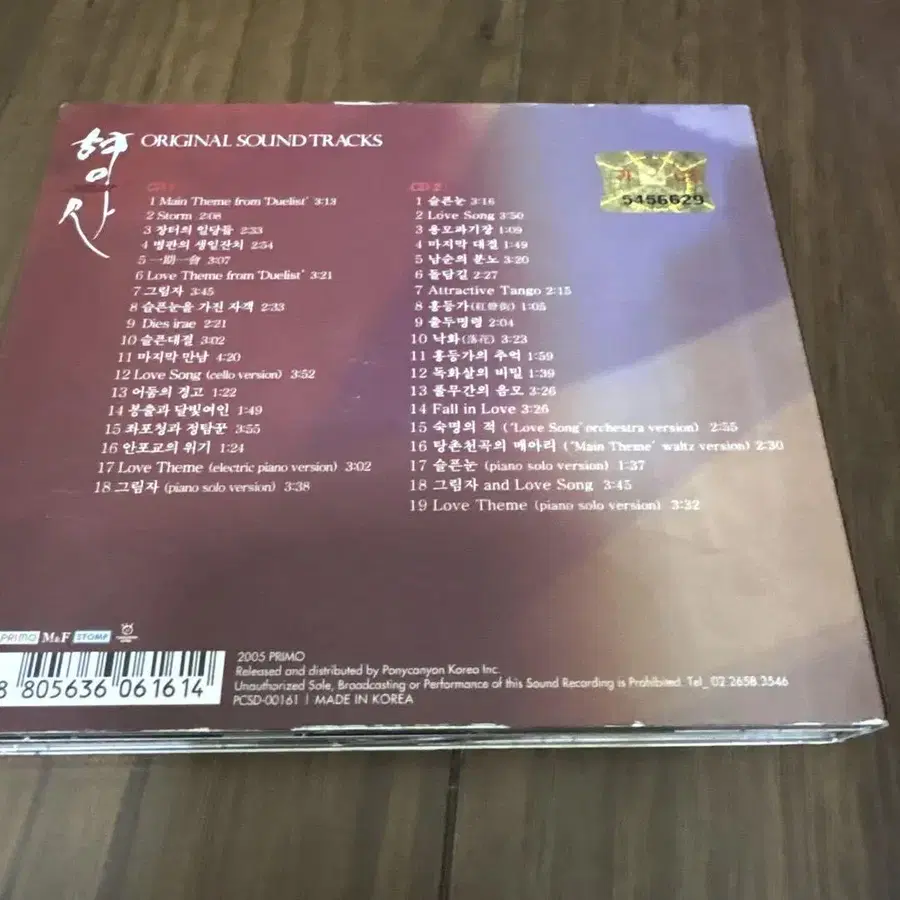 형사
ORIGINAL SOUND TRACKS
CD 1
1 Main Theme from 'Duelist' 3:13
2 Storm 2:08
3 장터의 일당들 2:33
4 병판의 생일잔치 2:54
5 一期一會 3:07
6 Love Theme from 'Duelist' 3:21
7 그림자 3:45
8 슬픈눈을 가진 자객 2:33
9 Dies irae 2:21
10 슬픈대결 3:02
11 마지막 만남 4:20
12 Love Song (cello version) 3:52
13 어둠의 경고 1:22
14 봉출과 달빛여인 1:49
15 좌포청과 정탐꾼 3:55
16 안포교의 위기 1:24
17 Love Theme (electric piano version) 3:02
18 그림자 (piano solo version) 3:38
CD 2
1 슬픈눈 3:16
2 Love Song 3:50
3 용모파기장 1:09
4 마지막 대결 1:49
5 남순의 분노 3:20
6 돌담길 2:27
7 Attractive Tango 2:15
8 홍등가 1:05
9 출두명령 2:04
10 낙화(落花) 3:23
11 홍등가의 추억 1:59
12 독화살의 비밀 1:39
13 풀무간의 음모 3:26
14 Fall in Love 3:26
15 숙명의 적 ('Love Song' orchestra version) 2:55
16 탕촌천곡의 메아리 ('Main Theme' waltz version) 2:30
17 슬픈눈 (piano solo version) 1:37
18 그림자 and Love Song 3:45
19 Love Theme (piano solo version) 3:32
5456629
PRIMO M&F STOMP
8 805636 061614
2005 PRIMO
Released and distributed by Ponycanyon Korea Inc.
Unauthorized Sale, Broadcasting or Performance of this Sound Recording is Prohibited. Tel_ 02.2658.3546
PCSD-00161 | MADE IN KOREA